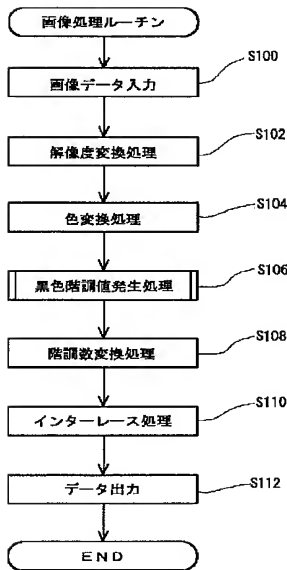 画像処理ルーチン
画像データ入力
S100
解像度変換処理
S102
色変換処理
S104
黒色階調値発生処理
S106
階調数変換処理
S108
インターレース処理
S110
データ出力
S112
END